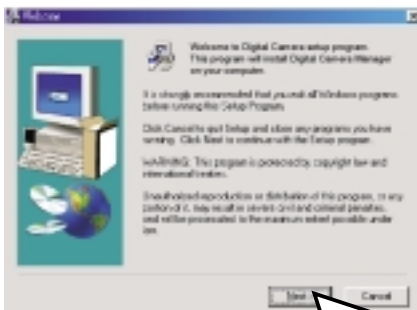 Welcome
Welcome to Digital Camera setup program.
This program will install Digital Camera Manager
on your computer.
It is strongly recommended that you exit all Windows programs
before running this Setup Program.
Click Cancel to quit Setup and close any programs you have
running. Click Next to continue with the Setup program.
WARNING: This program is protected by copyright law and
international treaties.
Unauthorized reproduction or distribution of this program, or any
portion of it, may result in severe civil and criminal penalties,
and will be prosecuted to the maximum extent possible under
law.
Next
Cancel